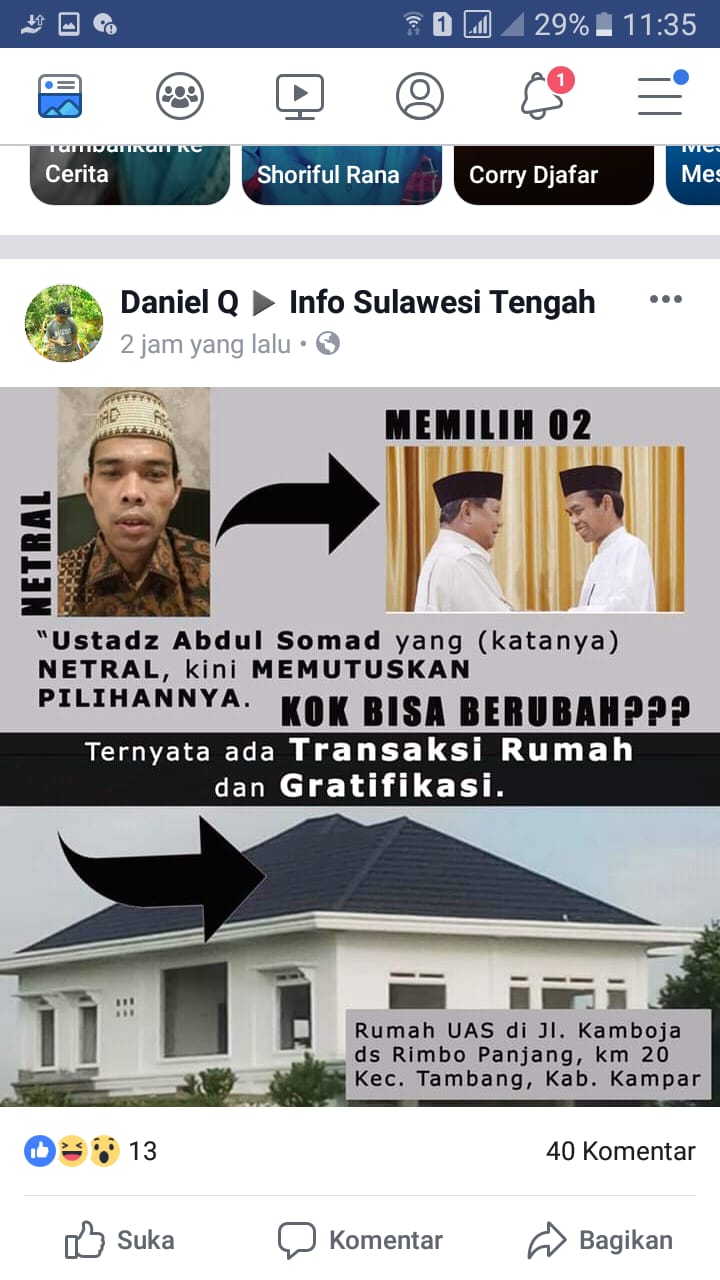 29% 11:35
1
1
Tambahkan ke
Cerita
Shoriful Rana
Corry Djafar
Mes
Daniel Q ▶ Info Sulawesi Tengah
2 jam yang lalu •
NETRAL
MEMILIH 02
"Ustadz Abdul Somad yang (katanya)
NETRAL, kini MEMUTUSKAN
PILIHANNYA. KOK BISA BERUBAH???
Ternyata ada Transaksi Rumah
dan Gratifikasi.
Rumah UAS di Jl. Kamboja
ds Rimbo Panjang, km 20
Kec. Tambang, Kab. Kampar
13
40 Komentar
Suka
Komentar
Bagikan